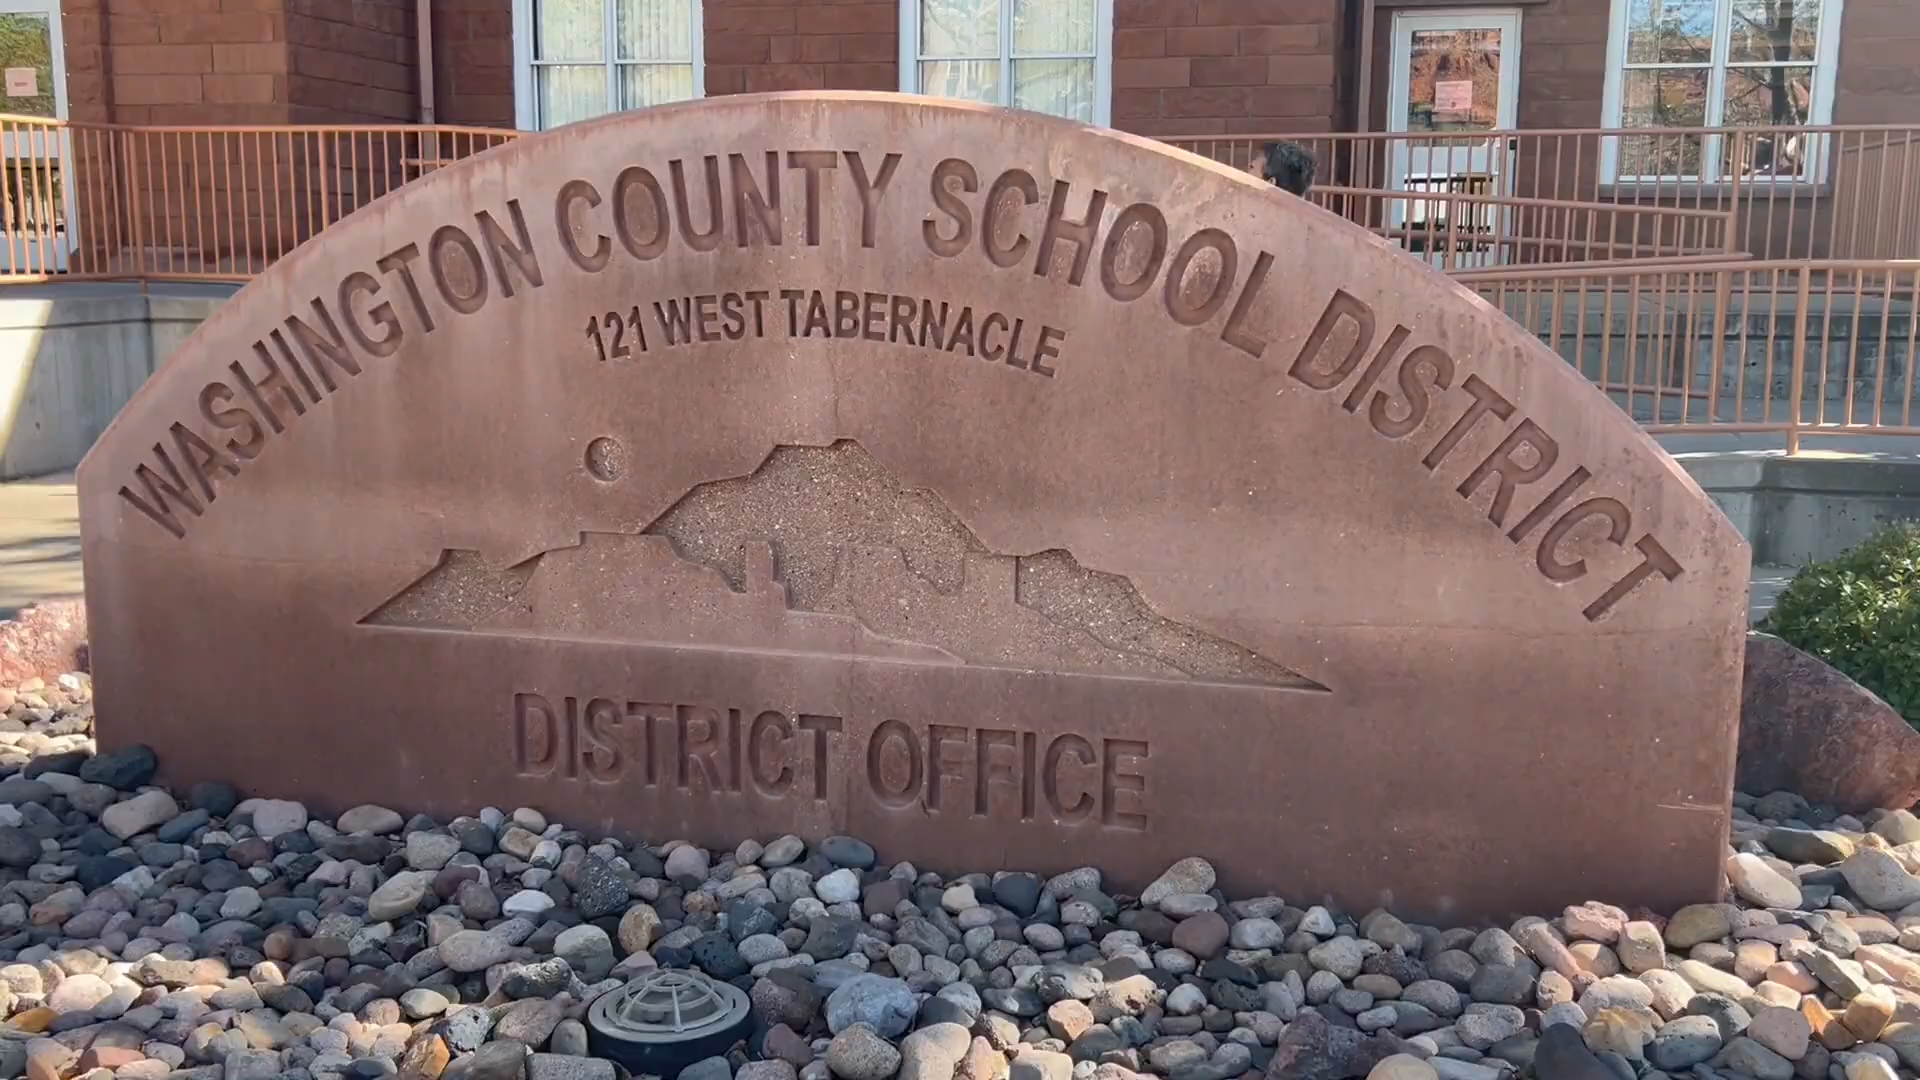 WASHINGTON COUNTY SCHOOL DISTRICT
121 WEST TABERNACLE
DISTRICT OFFICE